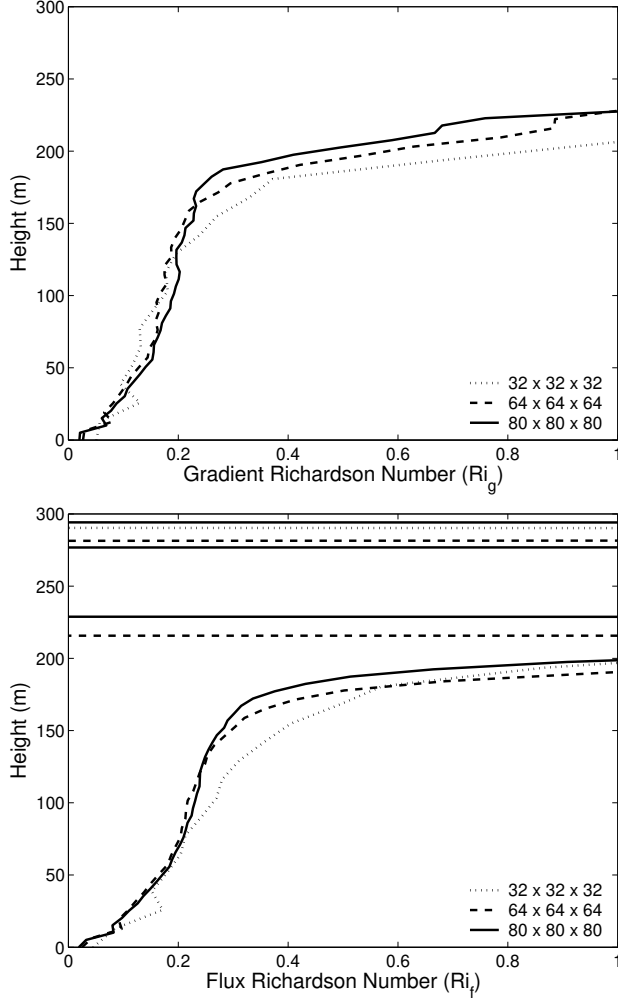 300
250
200
150
100
50
0
Height (m)
32 x 32 x 32
64 x 64 x 64
80 x 80 x 80
0 0.2 0.4 0.6 0.8 1
Gradient Richardson Number (Ri_g)
300
250
200
150
100
50
0
Height (m)
32 x 32 x 32
64 x 64 x 64
80 x 80 x 80
0 0.2 0.4 0.6 0.8 1
Flux Richardson Number (Ri_f)